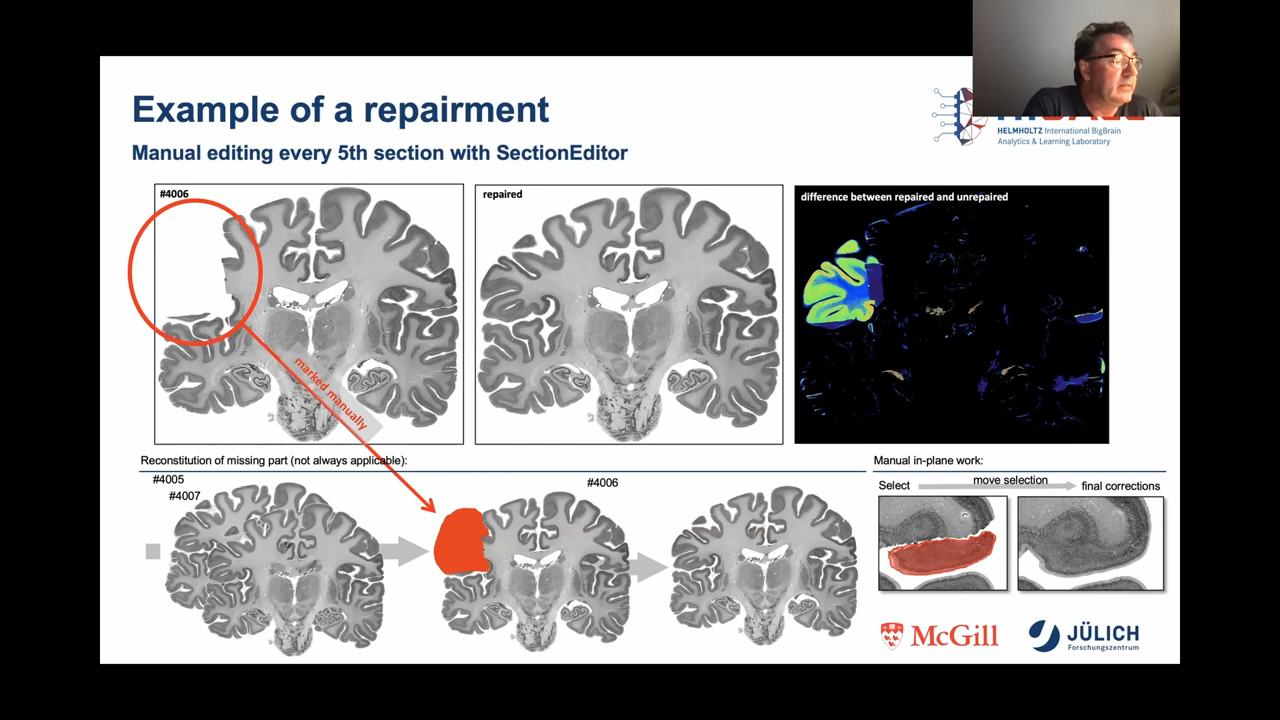 Example of a repairment
Manual editing every 5th section with SectionEditor
HELMHOLTZ International BigBrain
Analytics & Learning Laboratory
#4006
repaired
difference between repaired and unrepaired
marked manually
Reconstitution of missing part (not always applicable):
#4005
#4007
#4006
Manual in-plane work:
Select
move selection
final corrections
McGill
JÜLICH
Forschungszentrum